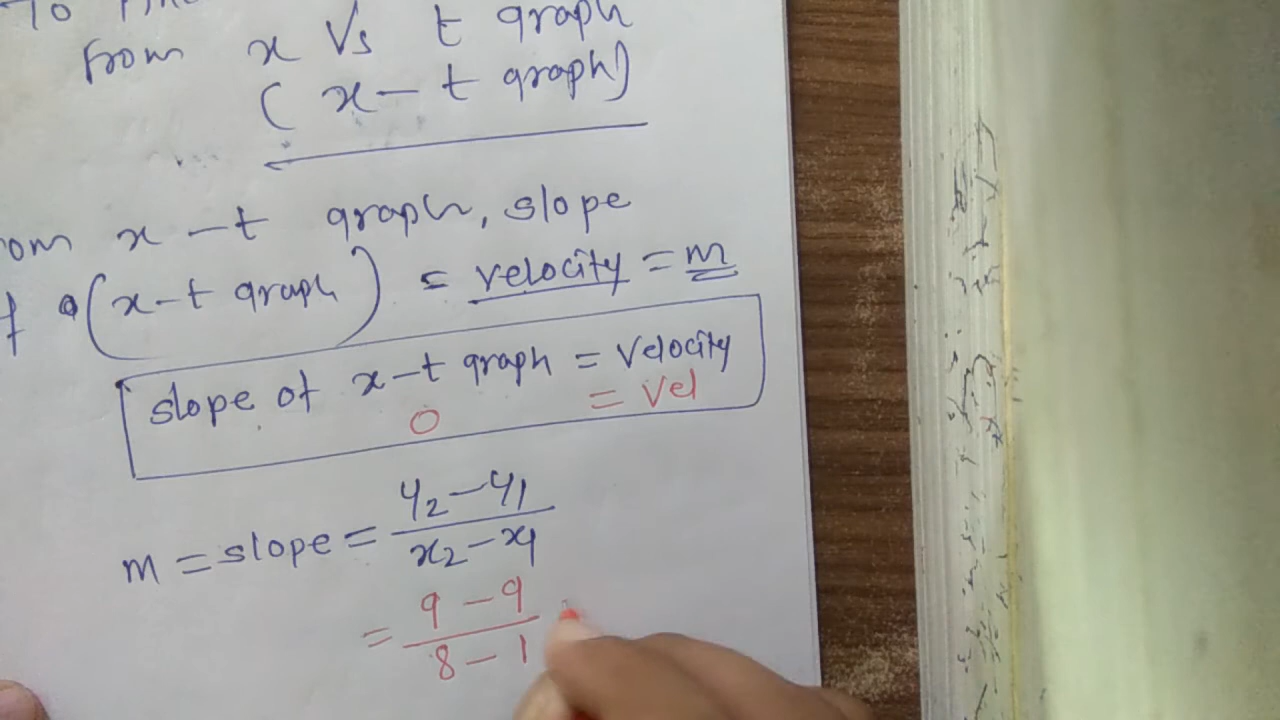 To
From x Vs t graph
( x - t graph)
om x - t graph, slope
f (x-t graph) = velocity = m
slope of x-t graph = velocity
0 = vel
m = slope = y2 - y1 / x2 - x1
= 9 - 9 / 8 - 1